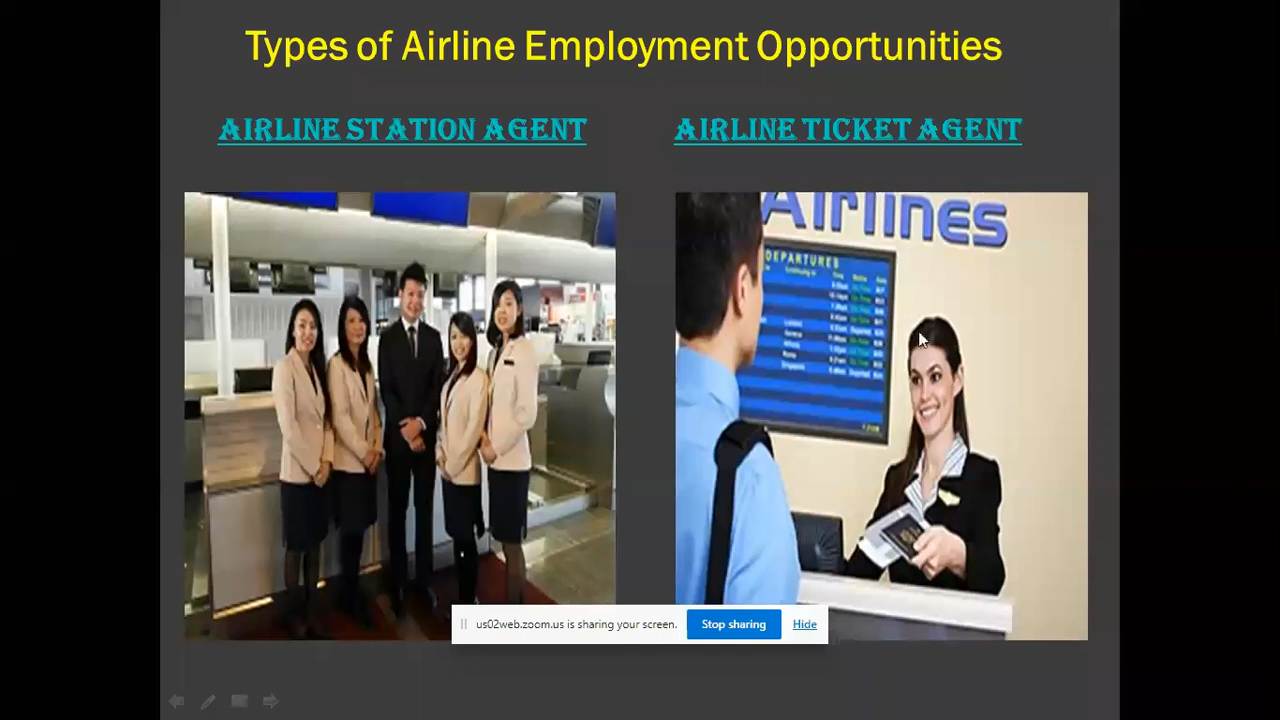 Types of Airline Employment Opportunities
AIRLINE STATION AGENT
AIRLINE TICKET AGENT
Airlines
DEPARTURES
us02web.zoom.us is sharing your screen.
Stop sharing
Hide